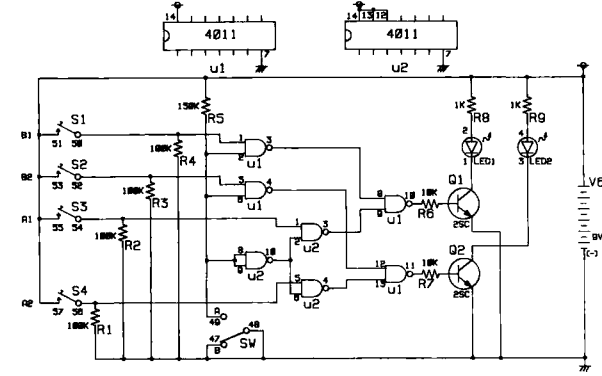 14
4011
7
u1
14 13 12
4011
7
u2
150K
R5
1K
R8
1K
R9
B1
S1
51 50
100K
R4
1
2
3
u1
2
1 LED1
4
3 LED2
B2
S2
53 52
100K
R3
5
6
4
u1
8
9
10
u1
10K
R6
Q1
2SC
V6
9V
(-)
A1
S3
55 54
100K
R2
1
2
3
u2
8
9
10
u2
12
13
11
u1
10K
R7
Q2
2SC
A2
S4
57 56
100K
R1
5
6
4
u2
A
49
47
B
48
SW